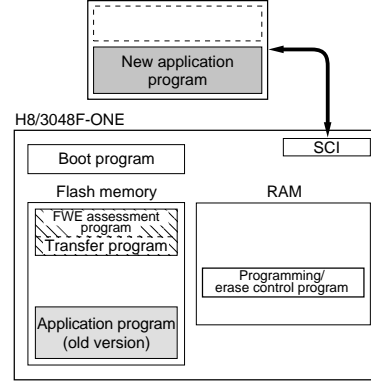 New application
program
H8/3048F-ONE
SCI
Boot program
Flash memory
RAM
FWE assessment
program
Transfer program
Programming/
erase control program
Application program
(old version)